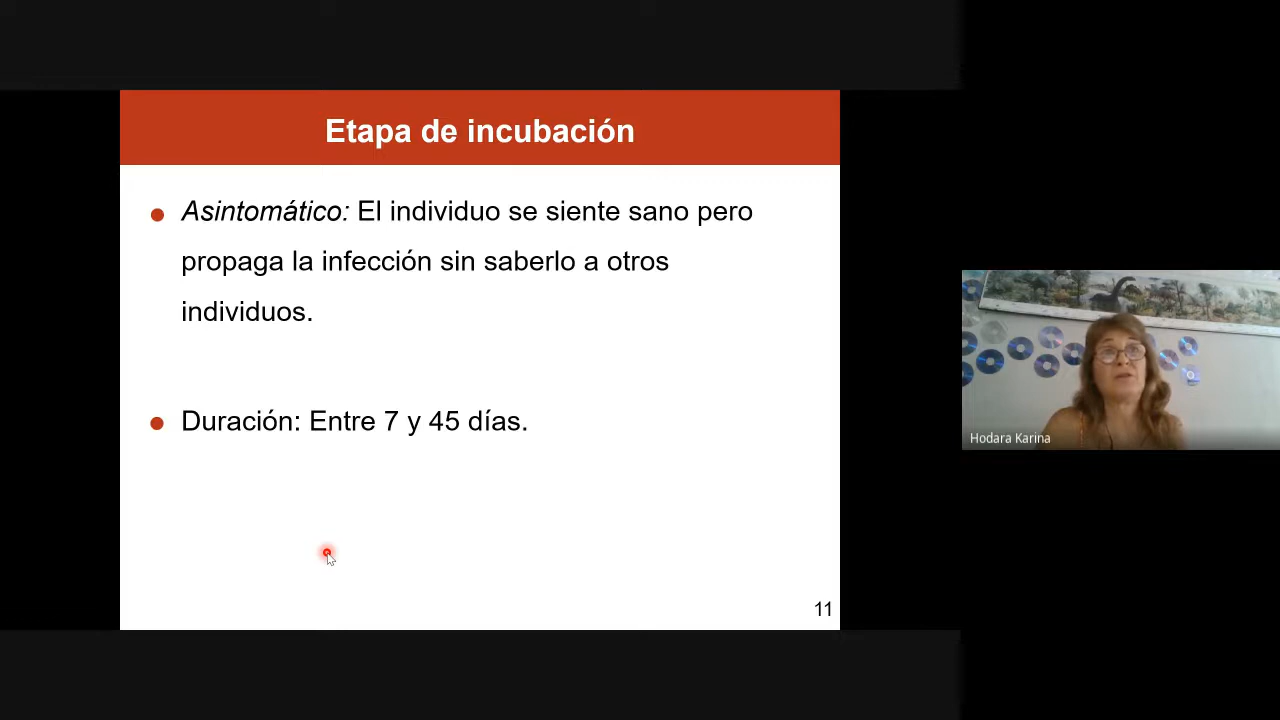 Etapa de incubación
Asintomático: El individuo se siente sano pero
propaga la infección sin saberlo a otros
individuos.
Duración: Entre 7 y 45 días.
11
Hodara Karina